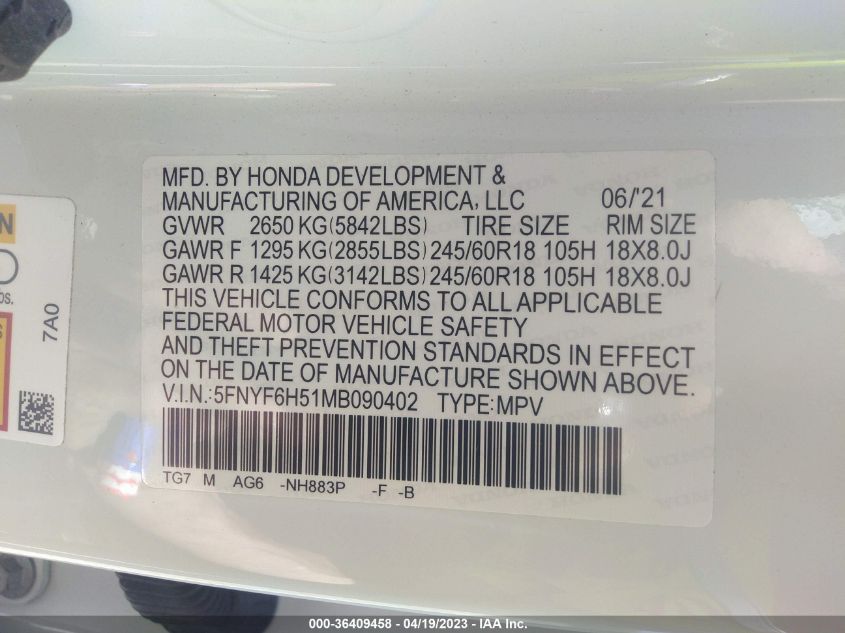 MFD. BY HONDA DEVELOPMENT &
MANUFACTURING OF AMERICA, LLC 06/'21
GVWR 2650 KG(5842LBS) TIRE SIZE RIM SIZE
GAWR F 1295 KG(2855LBS) 245/60R18 105H 18X8.0J
GAWR R 1425 KG(3142LBS) 245/60R18 105H 18X8.0J
THIS VEHICLE CONFORMS TO ALL APPLICABLE
FEDERAL MOTOR VEHICLE SAFETY
AND THEFT PREVENTION STANDARDS IN EFFECT
ON THE DATE OF MANUFACTURE SHOWN ABOVE.
V.I.N.:5FNYF6H51MB090402 TYPE:MPV
TG7 M AG6 -NH883P -F -B
7A0
000-36409458 - 04/19/2023 - IAA Inc.